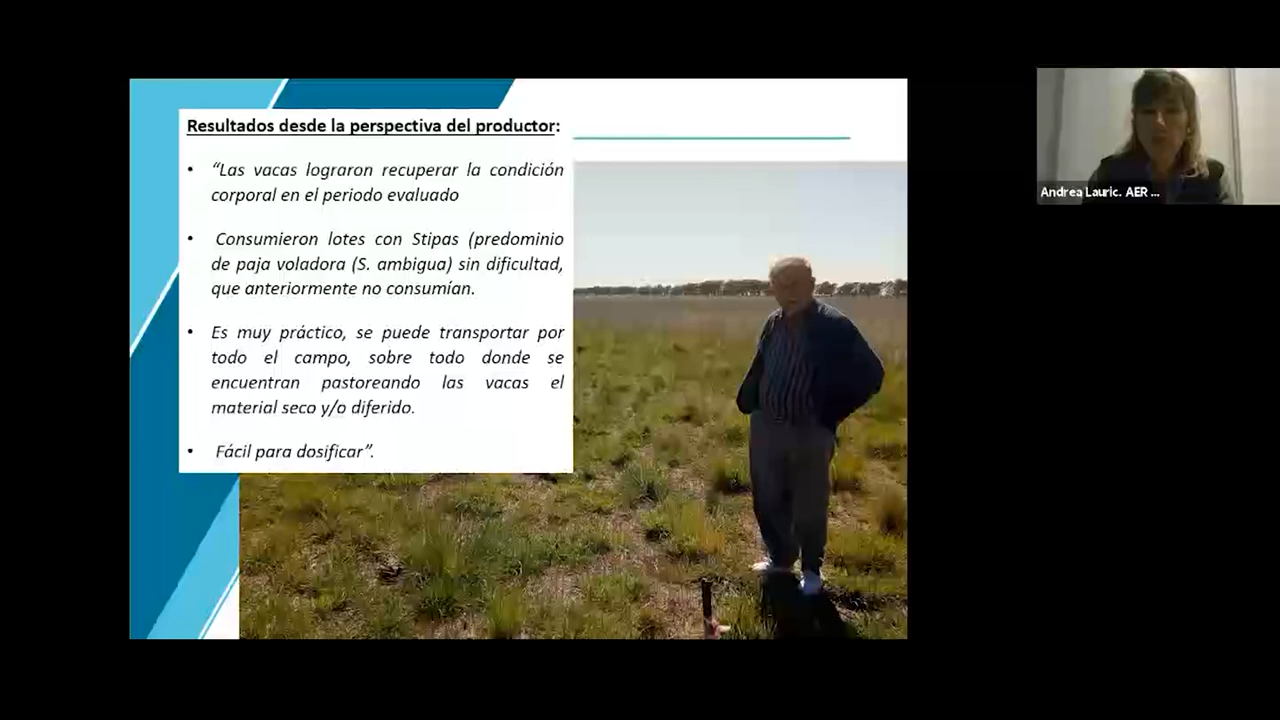 Resultados desde la perspectiva del productor:
• “Las vacas lograron recuperar la condición
corporal en el periodo evaluado
• Consumieron lotes con Stipas (predominio
de paja voladora (S. ambigua) sin dificultad,
que anteriormente no consumían.
• Es muy práctico, se puede transportar por
todo el campo, sobre todo donde se
encuentran pastoreando las vacas el
material seco y/o diferido.
• Fácil para dosificar”.
Andrea Lauric. AER ...